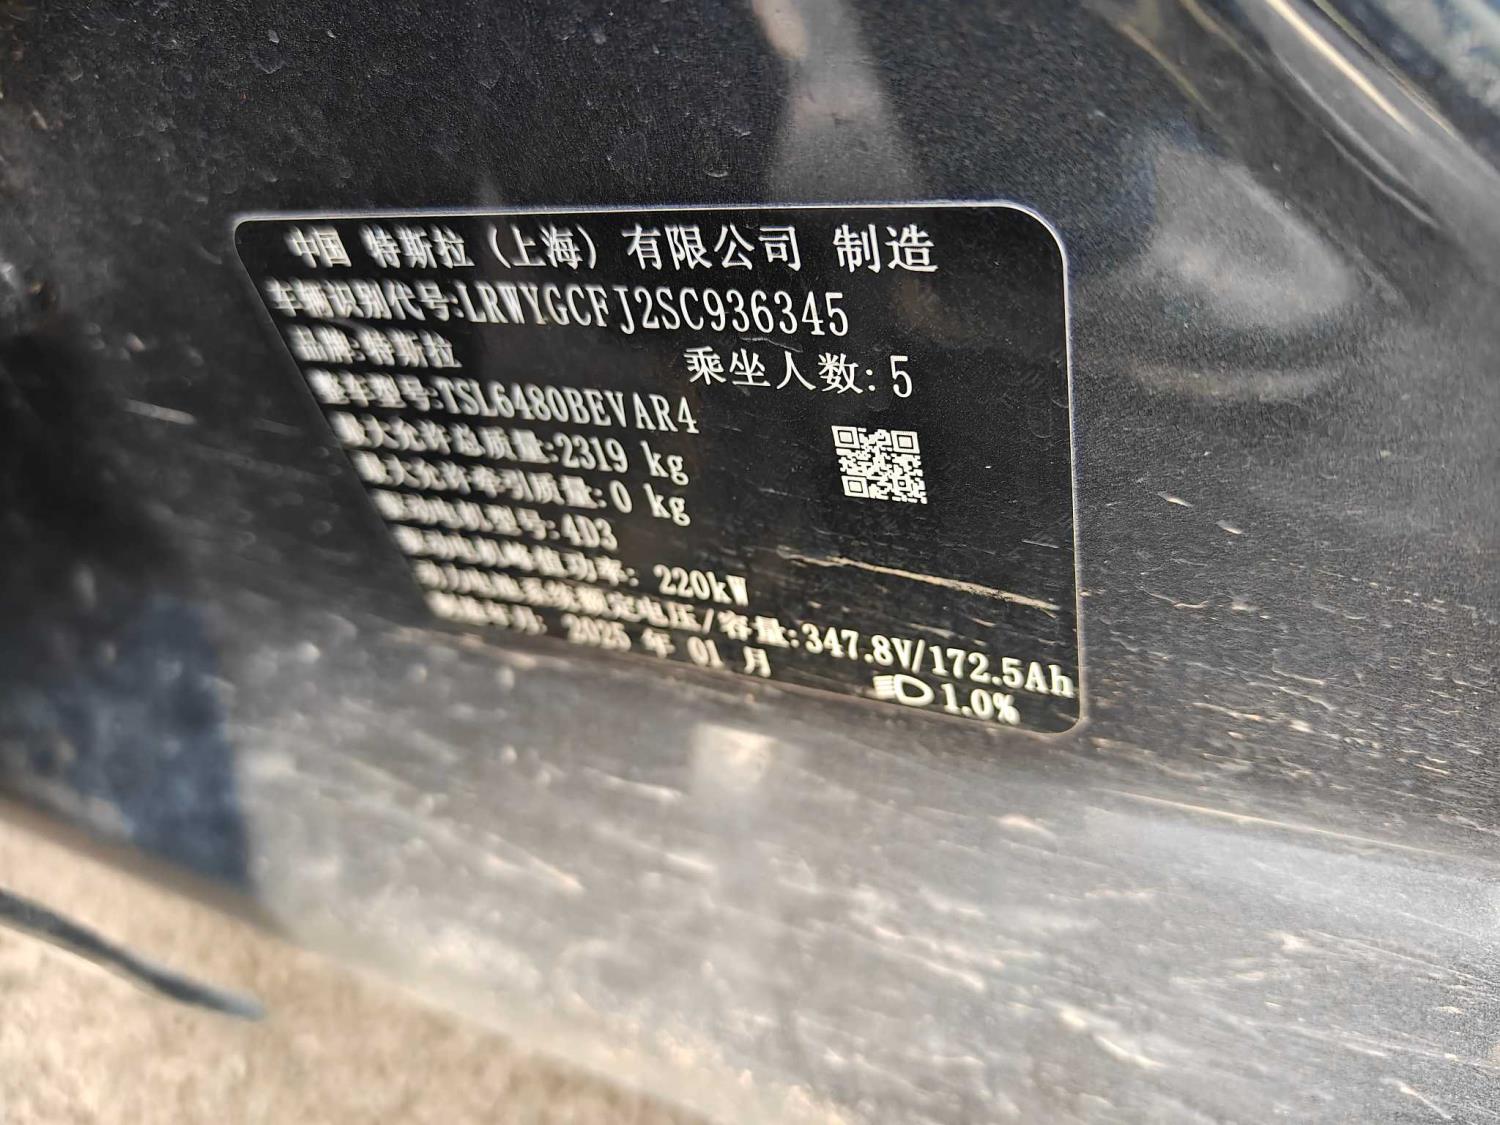 中国 特斯拉（上海）有限公司 制造
车辆识别代号:LRWYGCFJ2SC936345
品牌:特斯拉 乘坐人数:5
整车型号:TSL6480BEVAR4
最大允许总质量:2319 kg
最大允许牵引质量:0 kg
驱动电机型号:4D3
驱动电机峰值功率: 220kW
动力电池系统额定电压/容量:347.8V/172.5Ah
制造年月: 2025 年 01 月
1.0%